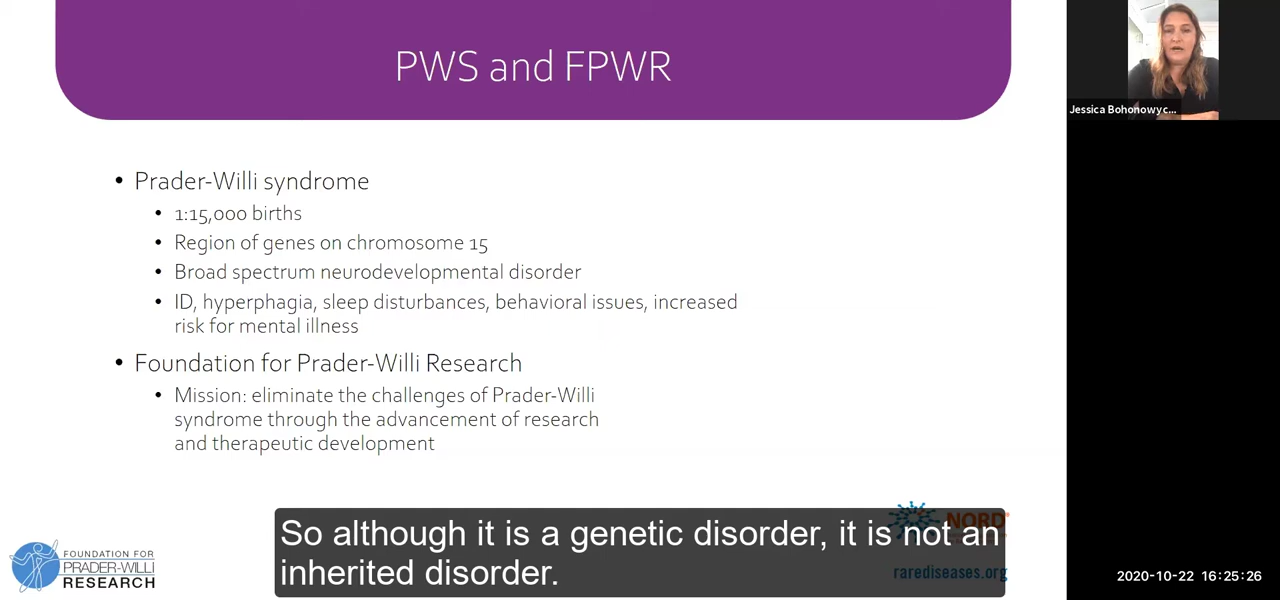 PWS and FPWR
Jessica Bohonowyc...
• Prader-Willi syndrome
• 1:15,000 births
• Region of genes on chromosome 15
• Broad spectrum neurodevelopmental disorder
• ID, hyperphagia, sleep disturbances, behavioral issues, increased
risk for mental illness
• Foundation for Prader-Willi Research
• Mission: eliminate the challenges of Prader-Willi
syndrome through the advancement of research
and therapeutic development
So although it is a genetic disorder, it is not an
inherited disorder.
NORD
rarediseases.org
FOUNDATION FOR
PRADER-WILLI
RESEARCH
2020-10-22 16:25:26